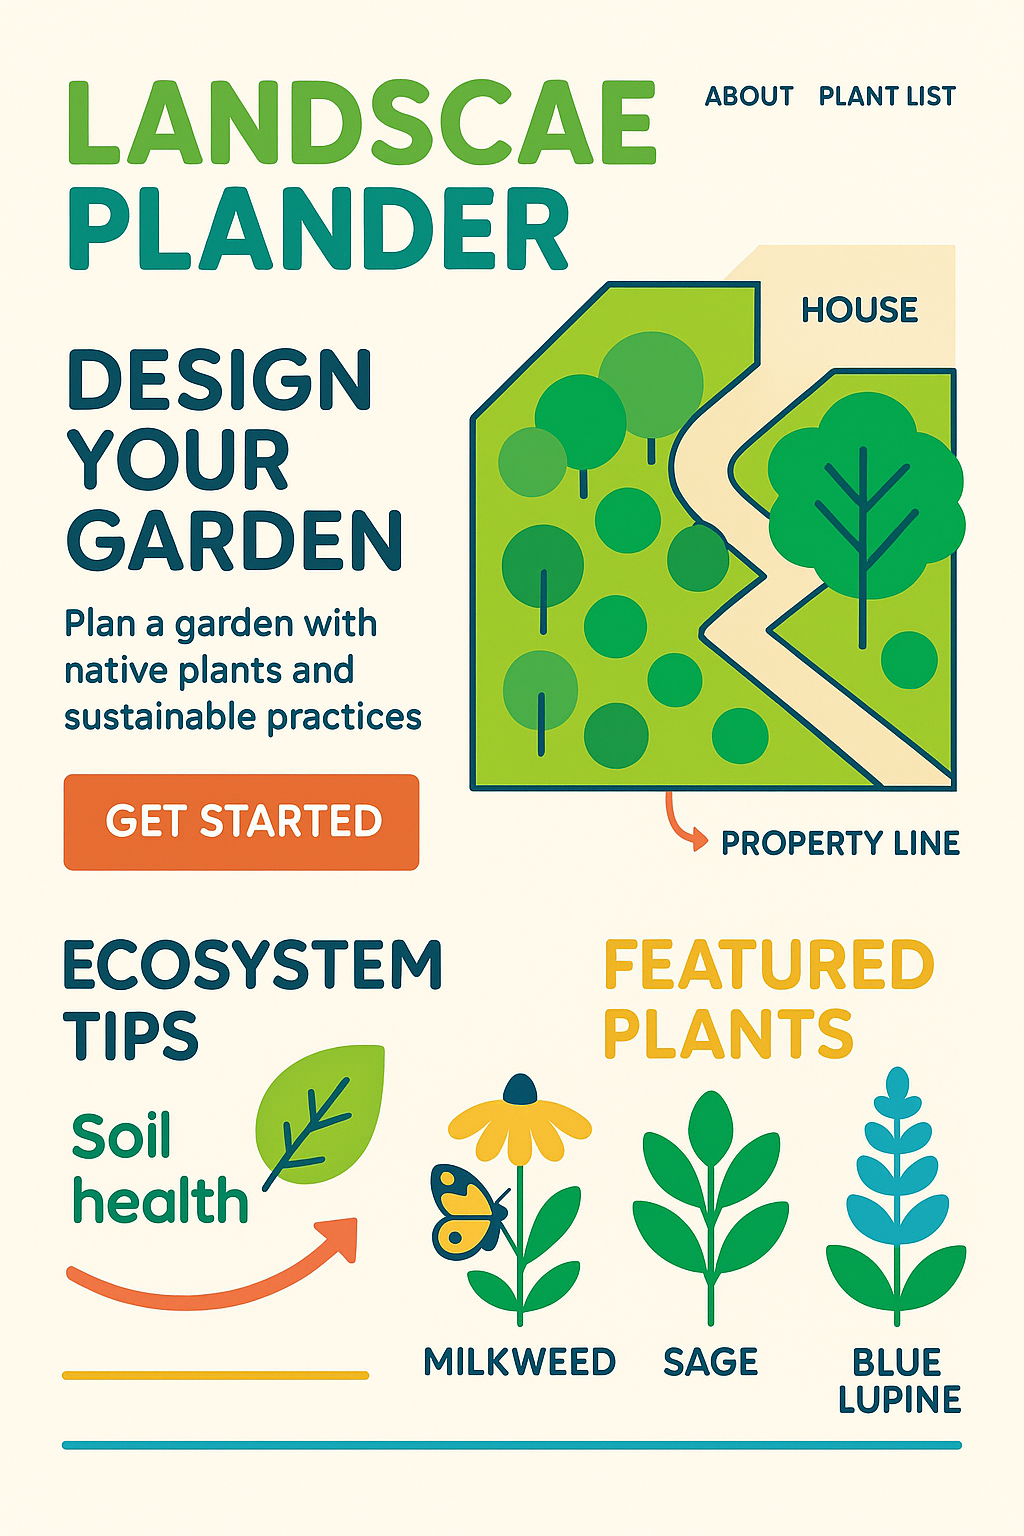 LANDSCAE
PLANDER
ABOUT PLANT LIST
HOUSE
DESIGN
YOUR
GARDEN
Plan a garden with
native plants and
sustainable practices
GET STARTED
PROPERTY LINE
ECOSYSTEM
TIPS
Soil
health
FEATURED
PLANTS
MILKWEED
SAGE
BLUE
LUPINE